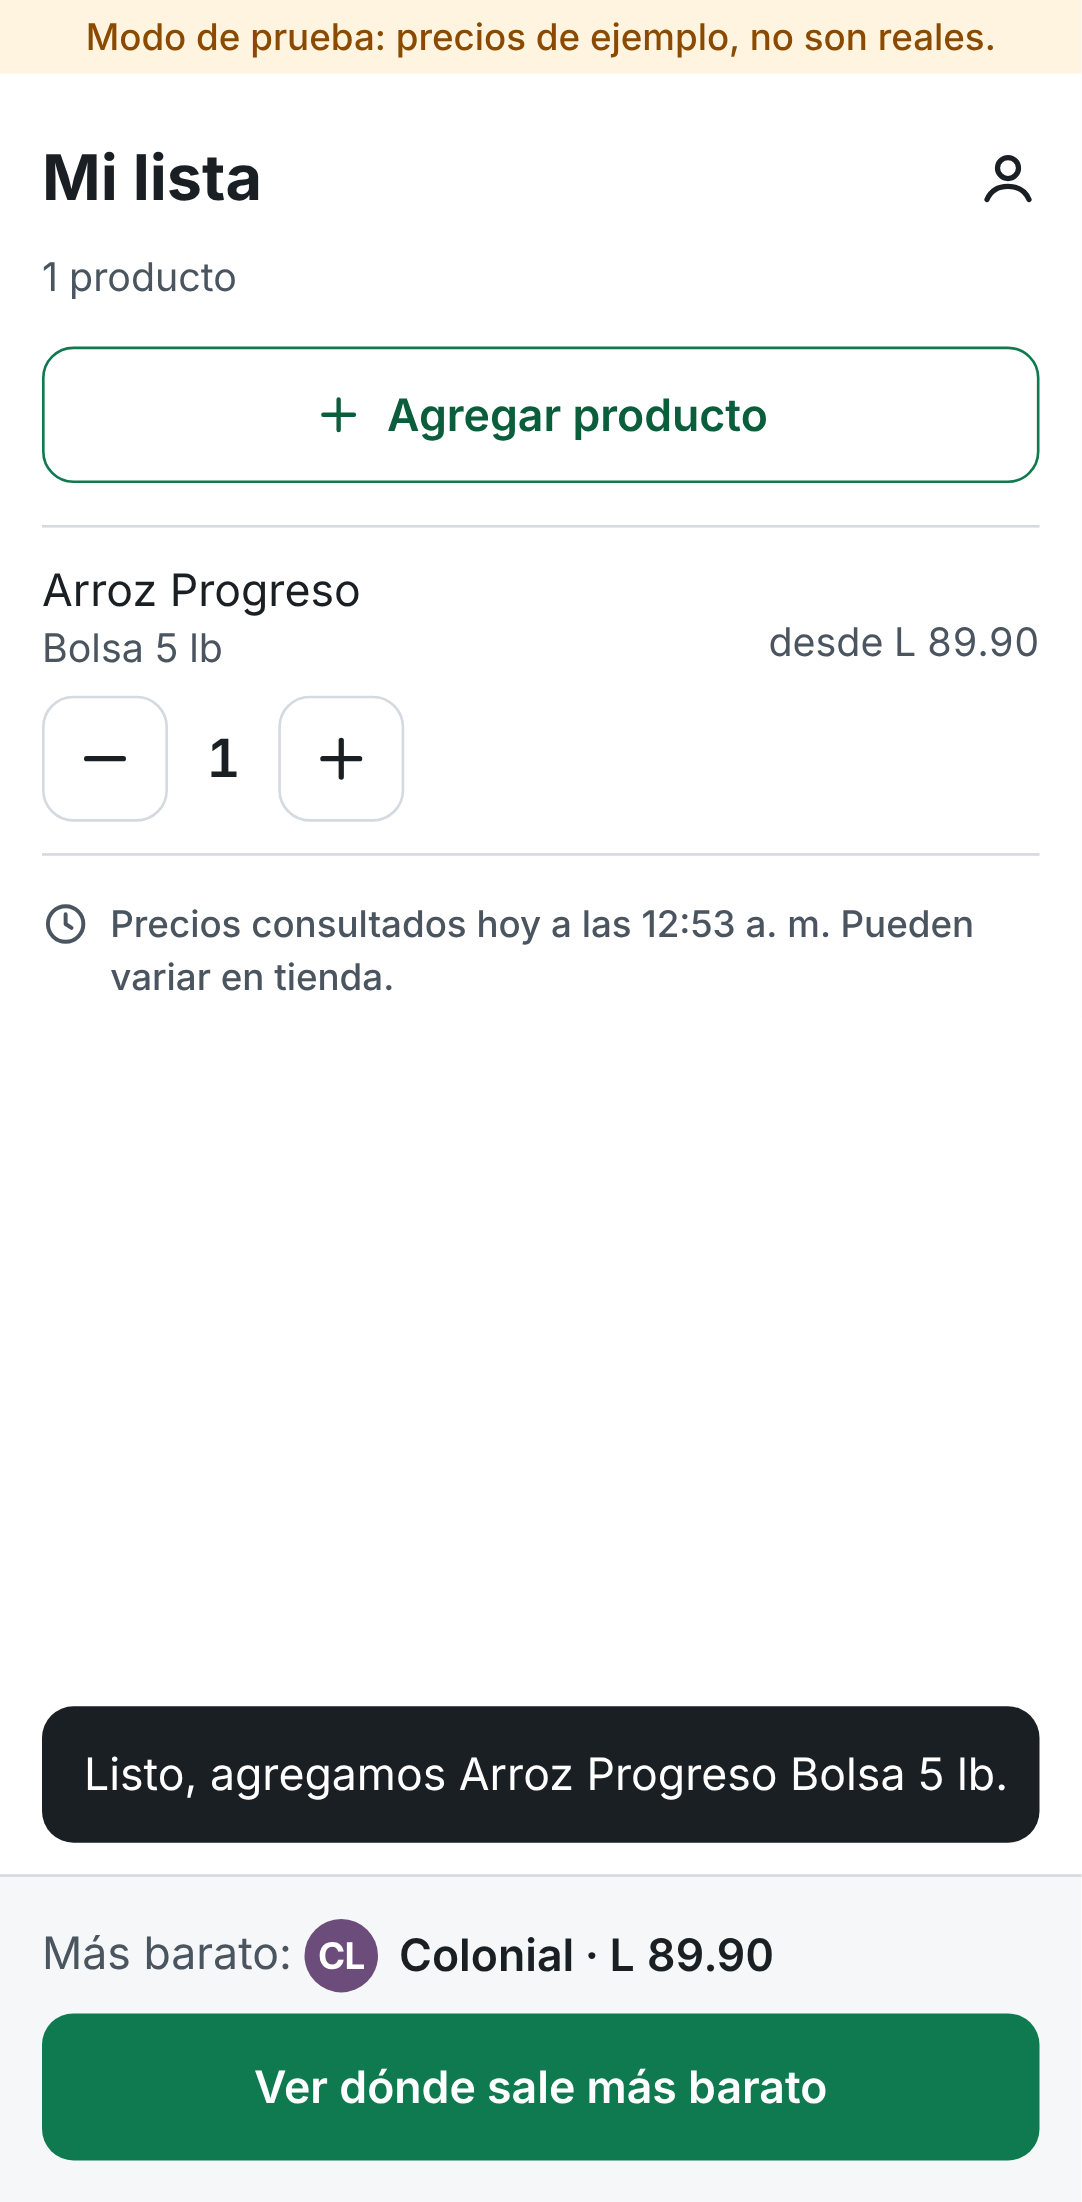 Modo de prueba: precios de ejemplo, no son reales.
Mi lista
1 producto
+ Agregar producto
Arroz Progreso
Bolsa 5 lb
desde L 89.90
− 1 +
Precios consultados hoy a las 12:53 a. m. Pueden
variar en tienda.
Listo, agregamos Arroz Progreso Bolsa 5 lb.
Más barato: CL Colonial · L 89.90
Ver dónde sale más barato